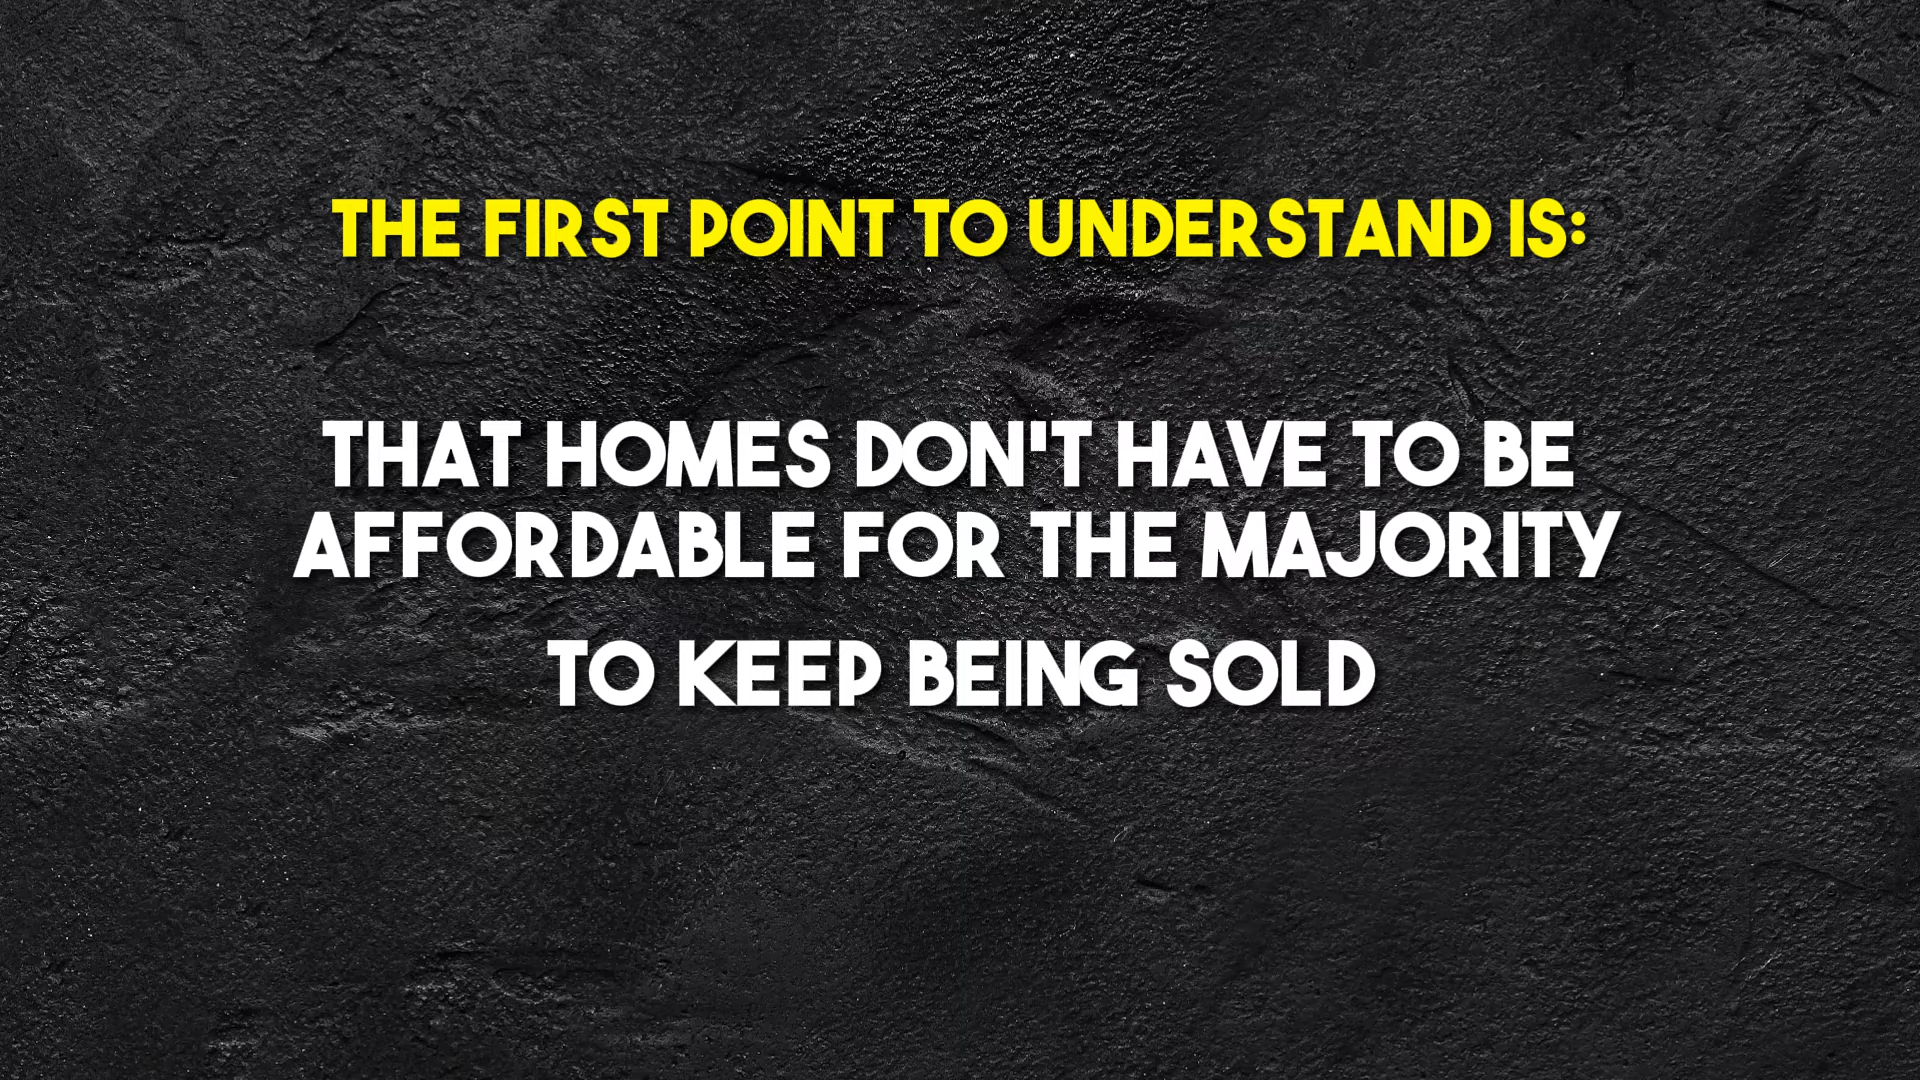 THE FIRST POINT TO UNDERSTAND IS:
THAT HOMES DON'T HAVE TO BE
AFFORDABLE FOR THE MAJORITY
TO KEEP BEING SOLD